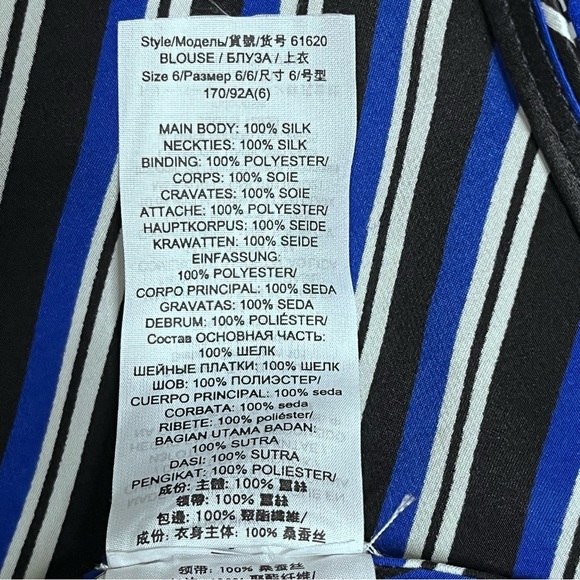 Style/Модель/貨號/货号 61620
BLOUSE / БЛУЗА / 上衣
Size 6/Размер 6/6/尺寸 6/号型
170/92A(6)
MAIN BODY: 100% SILK
NECKTIES: 100% SILK
BINDING: 100% POLYESTER/
CORPS: 100% SOIE
CRAVATES: 100% SOIE
ATTACHE: 100% POLYESTER/
HAUPTKORPUS: 100% SEIDE
KRAWATTEN: 100% SEIDE
EINFASSUNG:
100% POLYESTER/
CORPO PRINCIPAL: 100% SEDA
GRAVATAS: 100% SEDA
DEBRUM: 100% POLIÉSTER/
Состав ОСНОВНАЯ ЧАСТЬ:
100% ШЕЛК
ШЕЙНЫЕ ПЛАТКИ: 100% ШЕЛК
ШОВ: 100% ПОЛИЭСТЕР/
CUERPO PRINCIPAL: 100% seda
CORBATA: 100% seda
RIBETE: 100% poliéster/
BAGIAN UTAMA BADAN:
100% SUTRA
DASI: 100% SUTRA
PENGIKAT: 100% POLIESTER/
成份: 主體: 100% 蠶絲
領帶: 100% 蠶絲
包邊: 100% 聚酯纖維/
成份: 衣身主体: 100% 桑蚕丝
领带: 100% 桑蚕丝